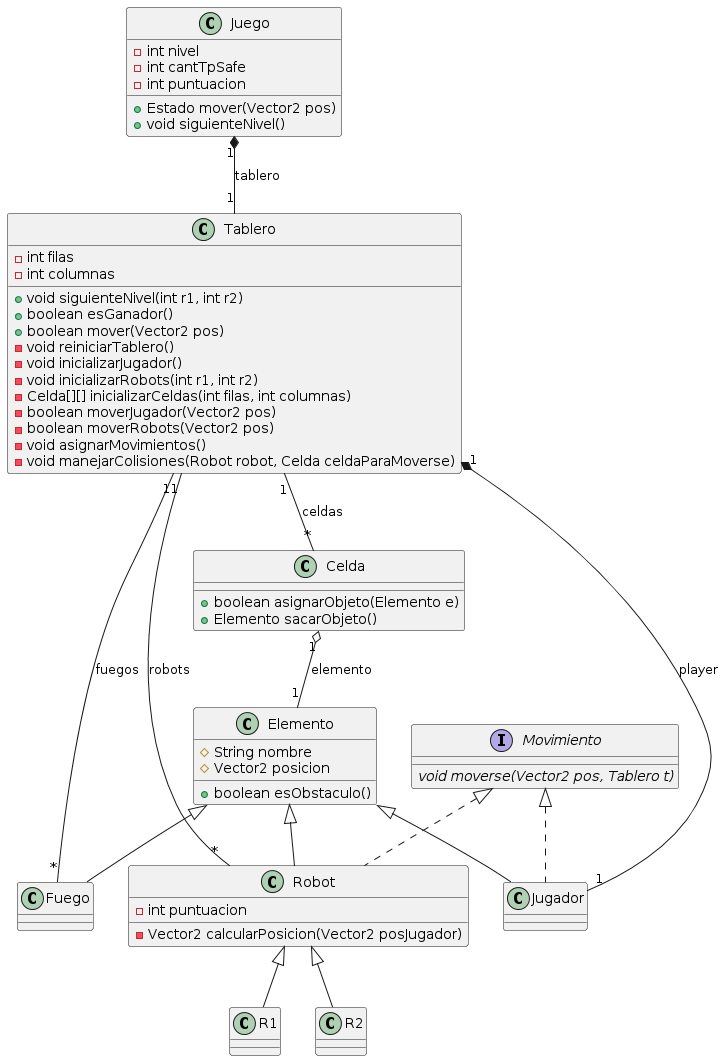 C Juego
int nivel
int cantTpSafe
int puntuacion
Estado mover(Vector2 pos)
void siguienteNivel()
1
tablero
1
C Tablero
int filas
int columnas
void siguienteNivel(int r1, int r2)
boolean esGanador()
boolean mover(Vector2 pos)
void reiniciarTablero()
void inicializarJugador()
void inicializarRobots(int r1, int r2)
Celda[][] inicializarCeldas(int filas, int columnas)
boolean moverJugador(Vector2 pos)
boolean moverRobots(Vector2 pos)
void asignarMovimientos()
void manejarColisiones(Robot robot, Celda celdaParaMoverse)
1
1
1
1
celdas
*
C Celda
boolean asignarObjeto(Elemento e)
Elemento sacarObjeto()
1
fuegos
robots
elemento
player
1
C Elemento
String nombre
Vector2 posicion
boolean esObstaculo()
I Movimiento
void moverse(Vector2 pos, Tablero t)
*
*
1
C Fuego
C Robot
int puntuacion
Vector2 calcularPosicion(Vector2 posJugador)
C Jugador
C R1
C R2